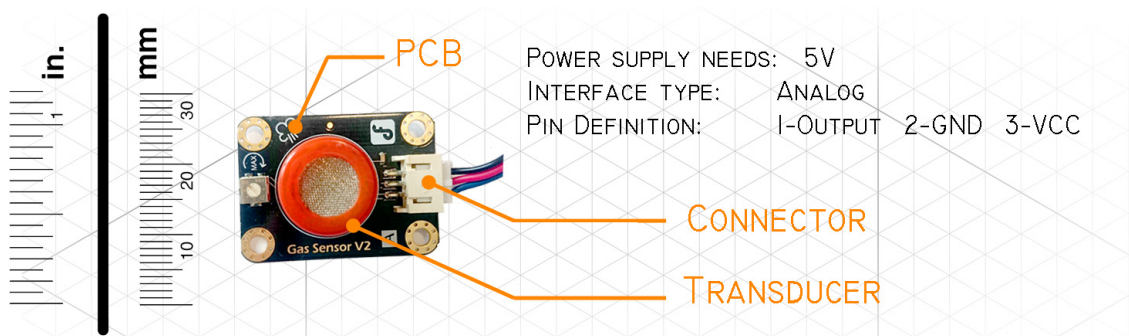 in.
1
mm
30
20
10
PCB
MAX
Gas Sensor V2
A
POWER SUPPLY NEEDS: 5V
INTERFACE TYPE: ANALOG
PIN DEFINITION: 1-OUTPUT 2-GND 3-VCC
CONNECTOR
TRANSDUCER